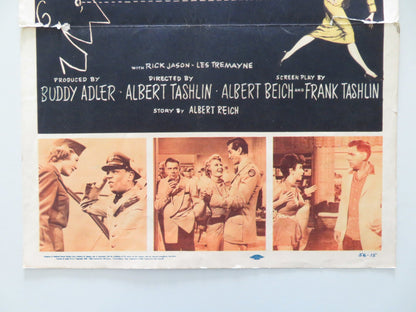 WITH RICK JASON - LES TREMAYNE
PRODUCED BY DIRECTED BY SCREEN PLAY BY
BUDDY ADLER · ALBERT TASHLIN · ALBERT BEICH AND FRANK TASHLIN
STORY BY ALBERT REICH
56-15